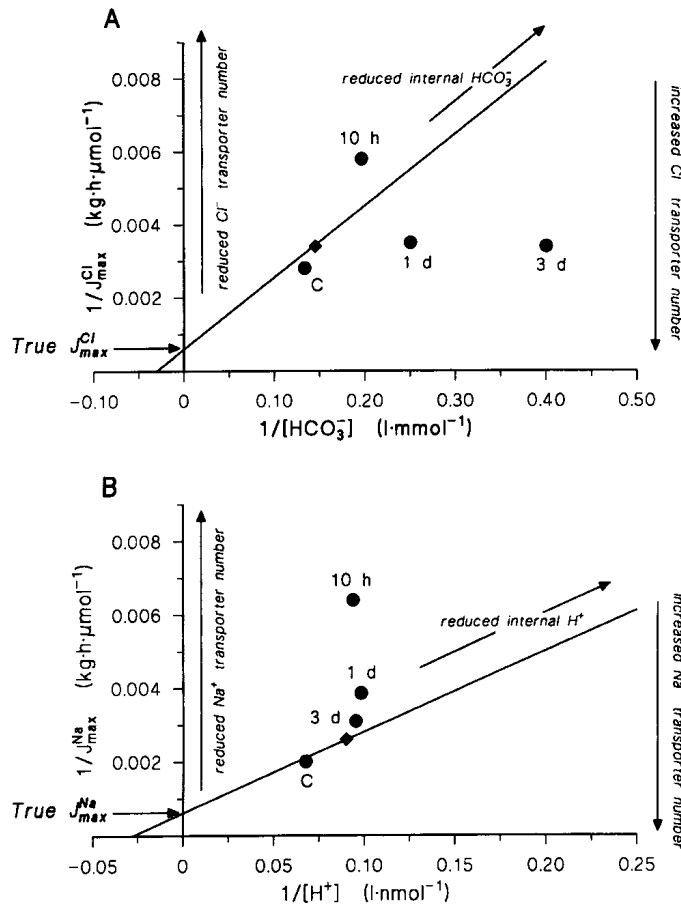 A
0.008
0.006
0.004
0.002
1/J^Cl_max (kg·h·μmol⁻¹)
reduced Cl⁻ transporter number
reduced internal HCO₃⁻
increased Cl⁻ transporter number
10 h
1 d
3 d
C
True J^Cl_max
−0.10 0 0.10 0.20 0.30 0.40 0.50
1/[HCO₃⁻] (l·mmol⁻¹)
B
0.008
0.006
0.004
0.002
1/J^Na_max (kg·h·μmol⁻¹)
reduced Na⁺ transporter number
reduced internal H⁺
increased Na⁺ transporter number
10 h
1 d
3 d
C
True J^Na_max
−0.05 0 0.05 0.10 0.15 0.20 0.25
1/[H⁺] (l·nmol⁻¹)